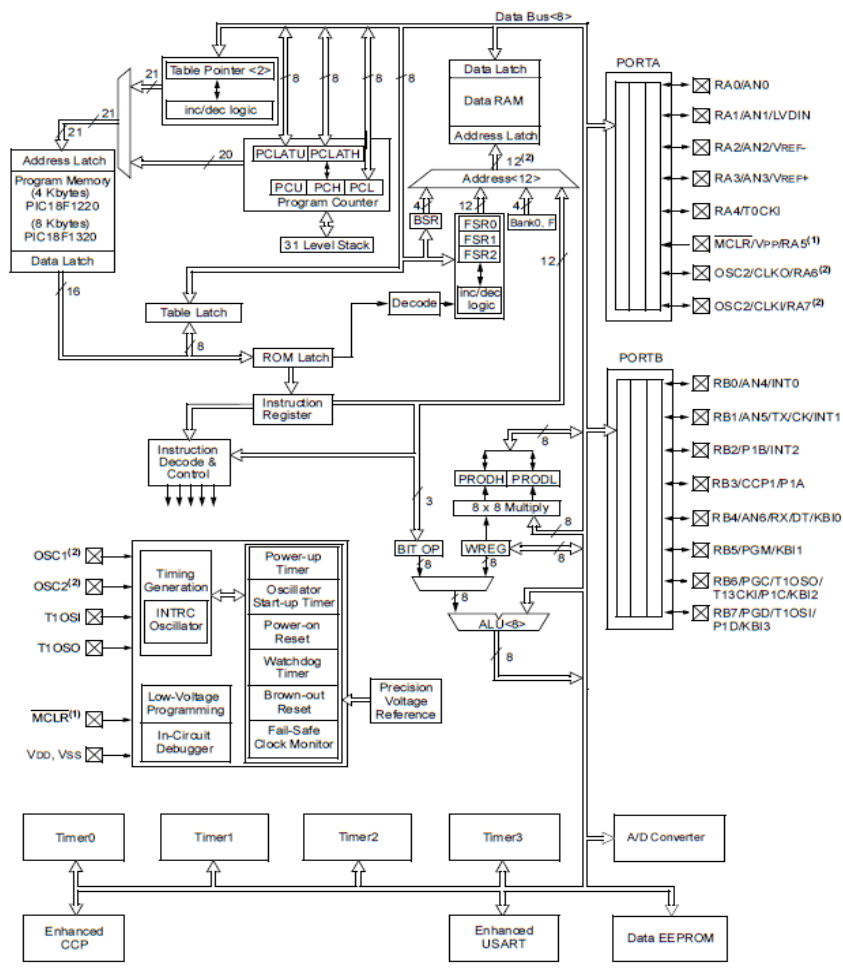 Data Bus<8>
Table Pointer <2>
inc/dec logic
21
8
8
8
8
21
21
20
PCLATU PCLATH
PCU PCH PCL
Program Counter
31 Level Stack
Address Latch
Program Memory
(4 Kbytes)
PIC18F1220
(8 Kbytes)
PIC18F1320
Data Latch
16
Table Latch
8
Data Latch
Data RAM
Address Latch
12(2)
Address<12>
4
12
4
BSR
FSR0
FSR1
FSR2
inc/dec
logic
Bank0, F
12
Decode
ROM Latch
Instruction
Register
Instruction
Decode &
Control
8
PRODH PRODL
8 x 8 Multiply
3
8
BIT OP
WREG
8
8
8
8
ALU<8>
8
PORTA
RA0/AN0
RA1/AN1/LVDIN
RA2/AN2/VREF-
RA3/AN3/VREF+
RA4/T0CKI
MCLR/VPP/RA5(1)
OSC2/CLKO/RA6(2)
OSC2/CLKI/RA7(2)
PORTB
RB0/AN4/INT0
RB1/AN5/TX/CK/INT1
RB2/P1B/INT2
RB3/CCP1/P1A
RB4/AN6/RX/DT/KBI0
RB5/PGM/KBI1
RB6/PGC/T1OSO/
T13CKI/P1C/KBI2
RB7/PGD/T1OSI/
P1D/KBI3
OSC1(2)
OSC2(2)
T1OSI
T1OSO
MCLR(1)
VDD, VSS
Timing
Generation
INTRC
Oscillator
Low-Voltage
Programming
In-Circuit
Debugger
Power-up
Timer
Oscillator
Start-up Timer
Power-on
Reset
Watchdog
Timer
Brown-out
Reset
Fail-Safe
Clock Monitor
Precision
Voltage
Reference
Timer0
Timer1
Timer2
Timer3
A/D Converter
Enhanced
CCP
Enhanced
USART
Data EEPROM